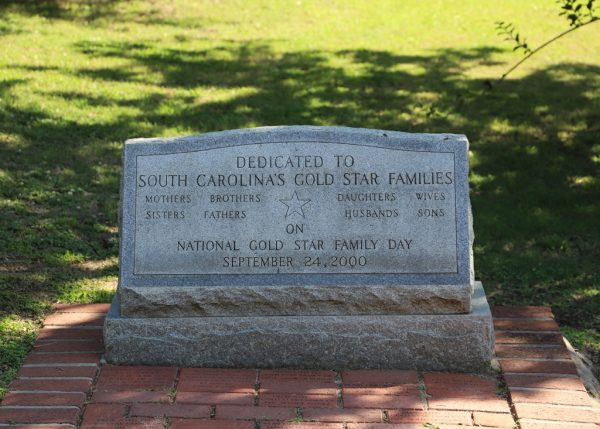 DEDICATED TO
SOUTH CAROLINA'S GOLD STAR FAMILIES
MOTHERS BROTHERS DAUGHTERS WIVES
SISTERS FATHERS HUSBANDS SONS
ON
NATIONAL GOLD STAR FAMILY DAY
SEPTEMBER 24, 2000